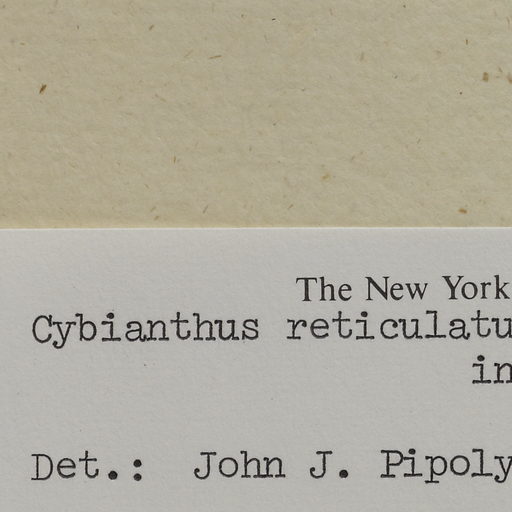 The New York
Cybianthus reticulatu
in
Det.: John J. Pipoly